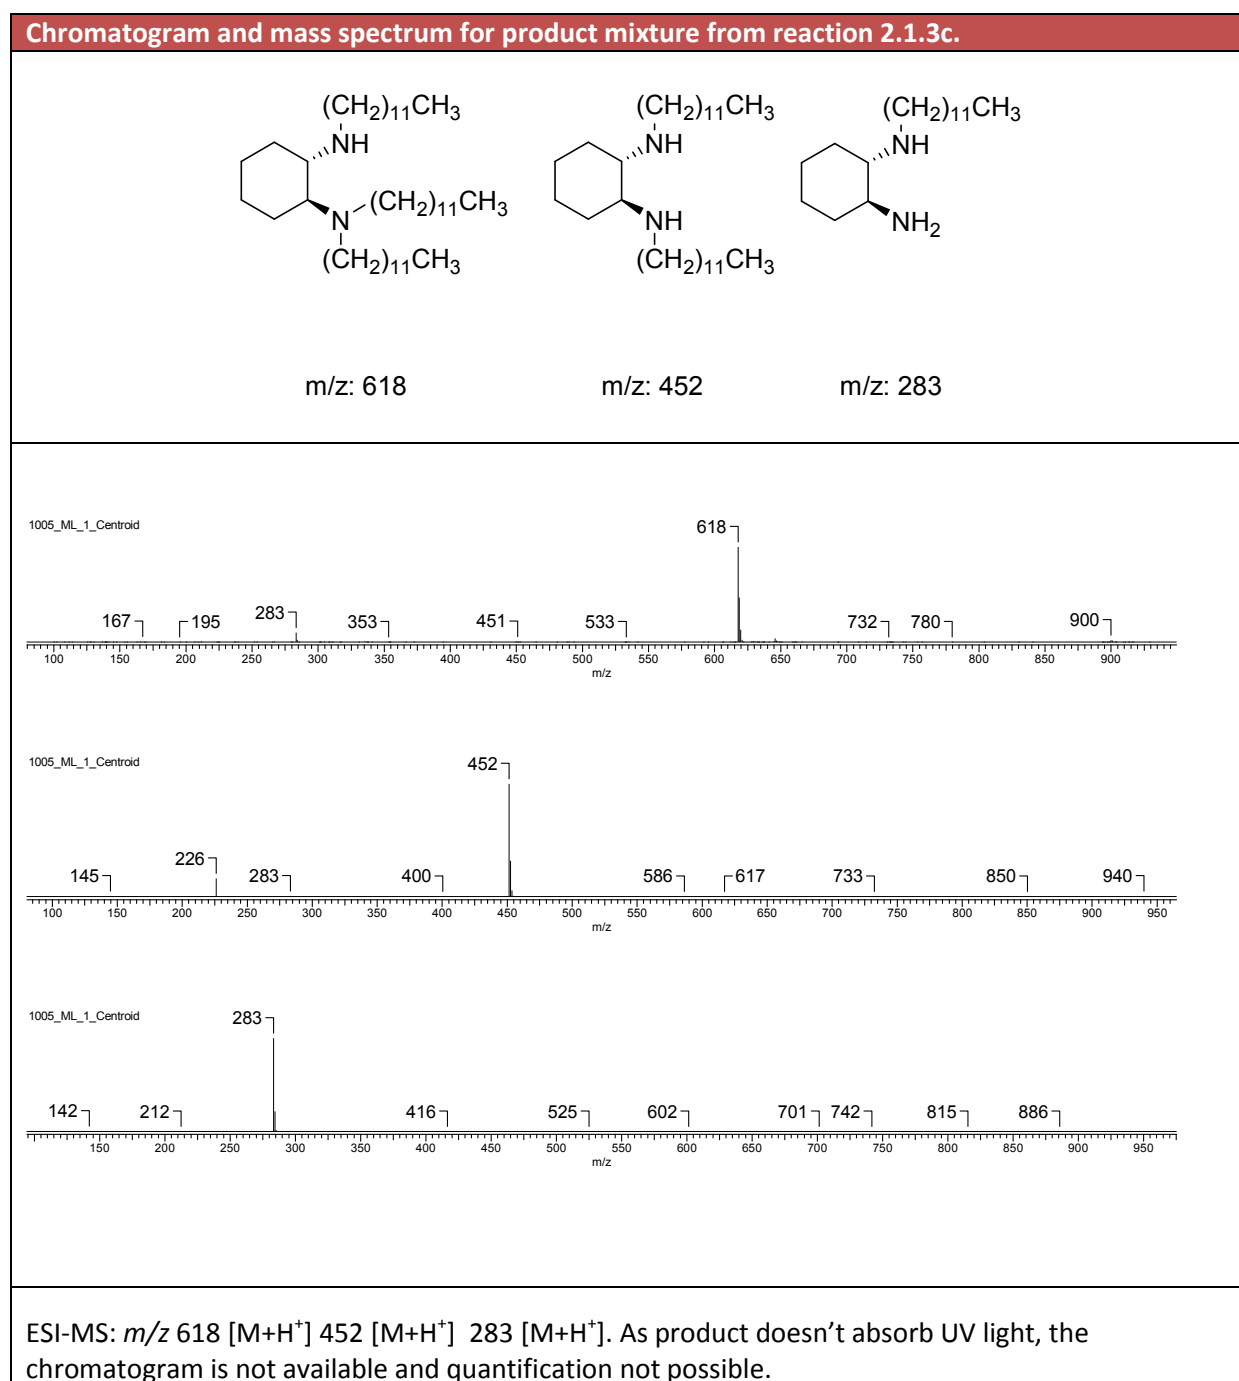 Chromatogram and mass spectrum for product mixture from reaction 2.1.3c.
(CH2)11CH3 (CH2)11CH3 (CH2)11CH3
NH NH NH
N (CH2)11CH3 NH NH2
(CH2)11CH3 (CH2)11CH3
m/z: 618 m/z: 452 m/z: 283
1005_ML_1_Centroid
618
167 195 283 353 451 533 732 780 900
100 150 200 250 300 350 400 450 500 550 600 650 700 750 800 850 900
m/z
1005_ML_1_Centroid
452
226
145 283 400 586 617 733 850 940
100 150 200 250 300 350 400 450 500 550 600 650 700 750 800 850 900 950
m/z
1005_ML_1_Centroid
283
142 212 416 525 602 701 742 815 886
150 200 250 300 350 400 450 500 550 600 650 700 750 800 850 900 950
m/z
ESI-MS: m/z 618 [M+H+] 452 [M+H+] 283 [M+H+]. As product doesn't absorb UV light, the
chromatogram is not available and quantification not possible.